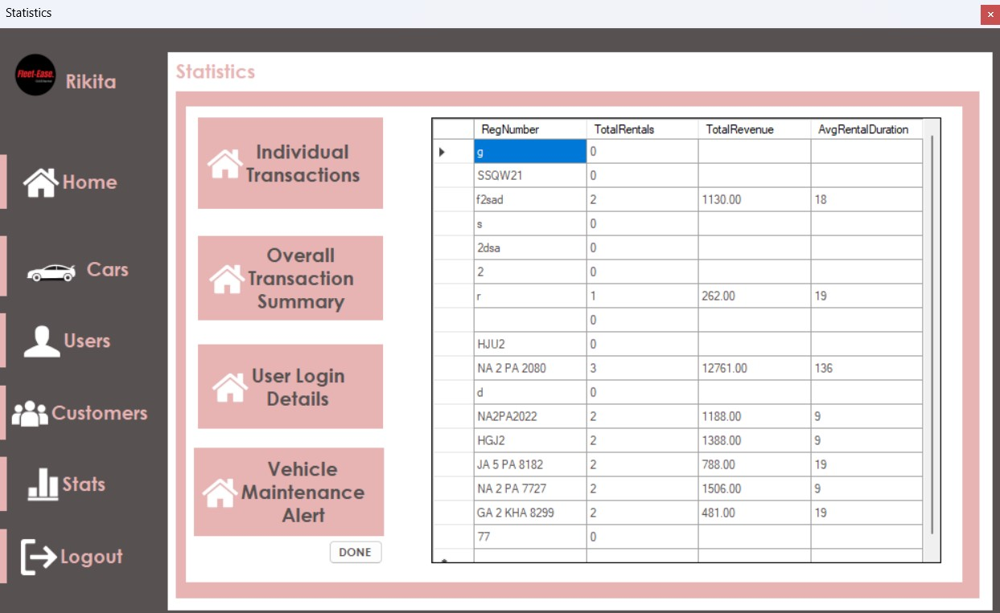 Statistics
Fleet-Ease.
Rikita
Home
Cars
Users
Customers
Stats
Logout
Statistics
Individual
Transactions
Overall
Transaction
Summary
User Login
Details
Vehicle
Maintenance
Alert
DONE
RegNumber TotalRentals TotalRevenue AvgRentalDuration
g 0
SSQW21 0
f2sad 2 1130.00 18
s 0
2dsa 0
2 0
r 1 262.00 19
0
HJU2 0
NA 2 PA 2080 3 12761.00 136
d 0
NA2PA2022 2 1188.00 9
HGJ2 2 1388.00 9
JA 5 PA 8182 2 788.00 19
NA 2 PA 7727 2 1506.00 9
GA 2 KHA 8299 2 481.00 19
77 0